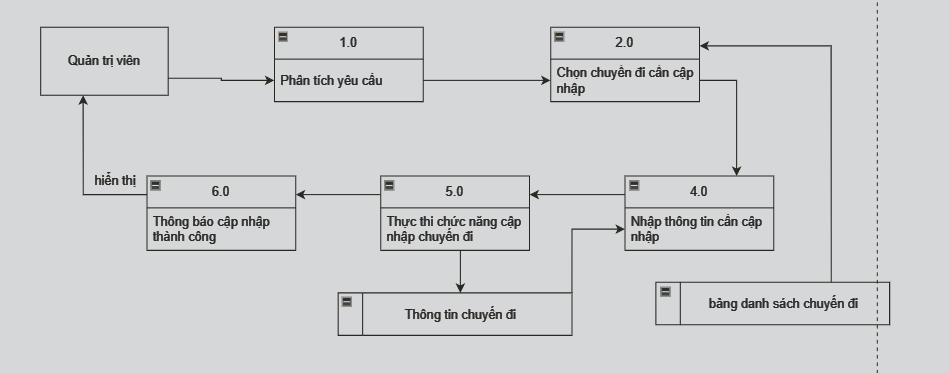 Quản trị viên
1.0
Phân tích yêu cầu
2.0
Chọn chuyến đi cần cập
nhập
hiển thị
6.0
Thông báo cập nhập
thành công
5.0
Thực thi chức năng cập
nhập chuyến đi
4.0
Nhập thông tin cần cập
nhập
Thông tin chuyến đi
bảng danh sách chuyến đi